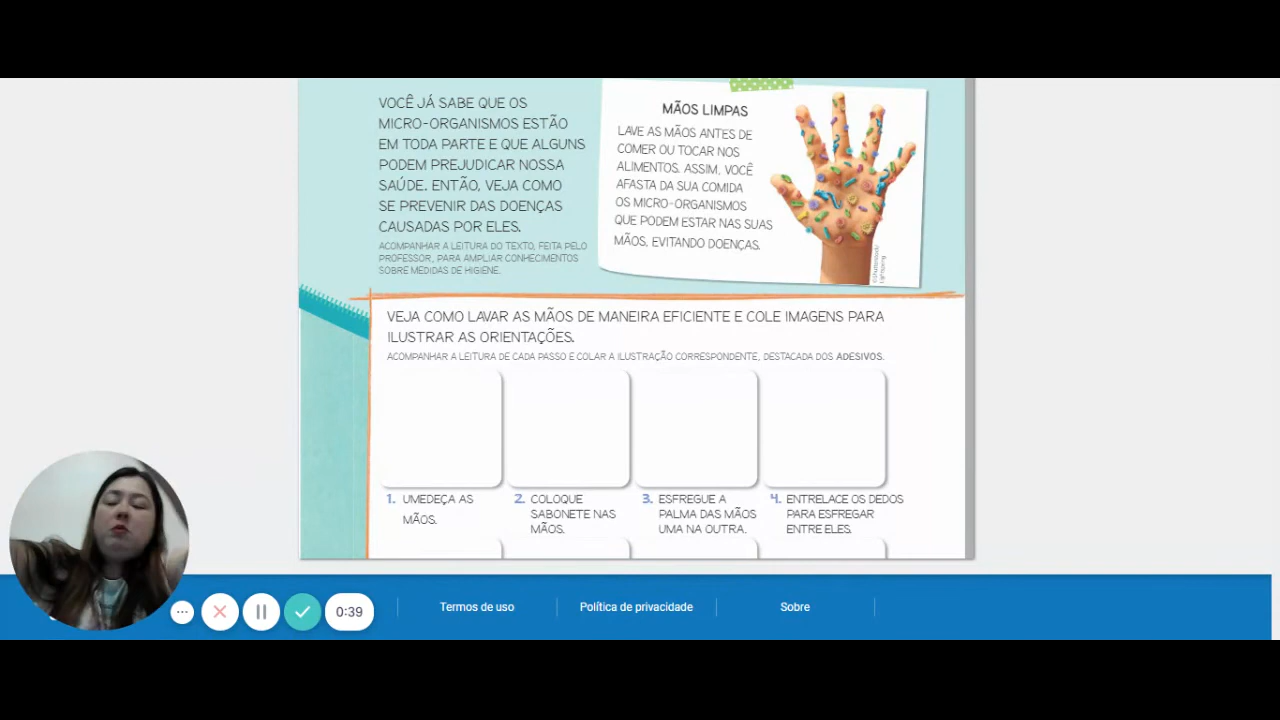 VOCÊ JÁ SABE QUE OS
MICRO-ORGANISMOS ESTÃO
EM TODA PARTE E QUE ALGUNS
PODEM PREJUDICAR NOSSA
SAÚDE. ENTÃO, VEJA COMO
SE PREVENIR DAS DOENÇAS
CAUSADAS POR ELES.
ACOMPANHAR A LEITURA DO TEXTO, FEITA PELO
PROFESSOR, PARA AMPLIAR CONHECIMENTOS
SOBRE MEDIDAS DE HIGIENE.
MÃOS LIMPAS
LAVE AS MÃOS ANTES DE
COMER OU TOCAR NOS
ALIMENTOS. ASSIM, VOCÊ
AFASTA DA SUA COMIDA
OS MICRO-ORGANISMOS
QUE PODEM ESTAR NAS SUAS
MÃOS, EVITANDO DOENÇAS.
VEJA COMO LAVAR AS MÃOS DE MANEIRA EFICIENTE E COLE IMAGENS PARA
ILUSTRAR AS ORIENTAÇÕES.
ACOMPANHAR A LEITURA DE CADA PASSO E COLAR A ILUSTRAÇÃO CORRESPONDENTE, DESTACADA DOS ADESIVOS.
1. UMEDEÇA AS
MÃOS.
2. COLOQUE
SABONETE NAS
MÃOS.
3. ESFREGUE A
PALMA DAS MÃOS
UMA NA OUTRA.
4. ENTRELACE OS DEDOS
PARA ESFREGAR
ENTRE ELES.
0:39
Termos de uso
Política de privacidade
Sobre